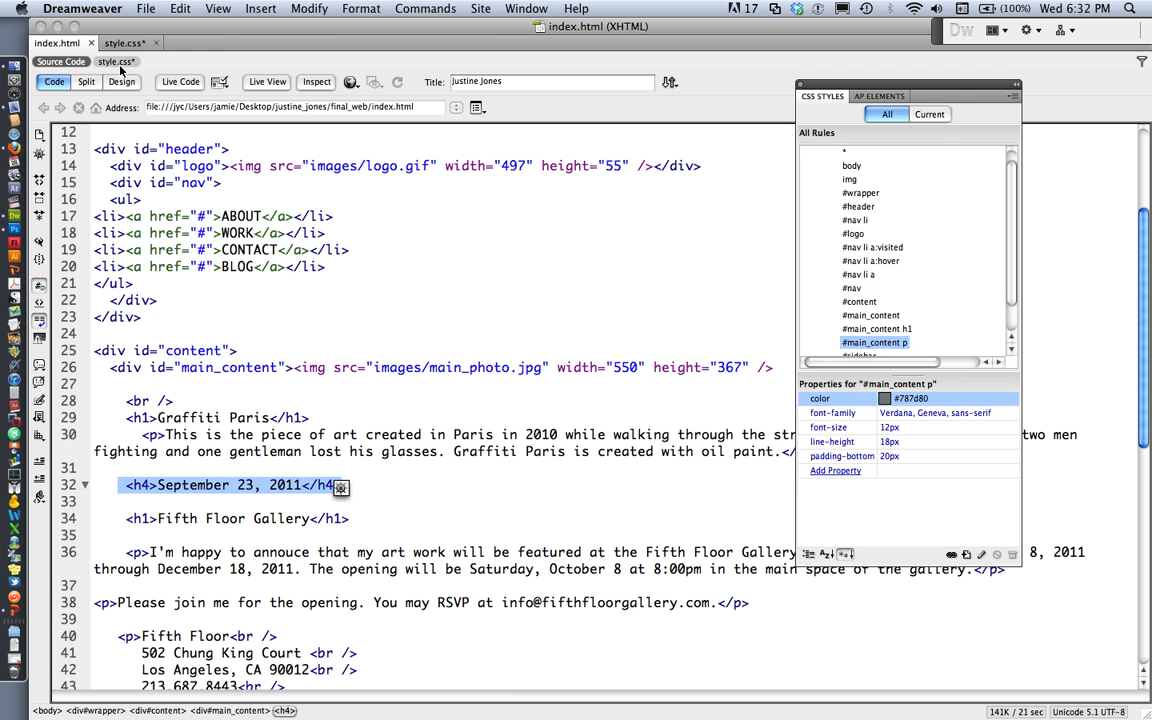 Dreamweaver File Edit View Insert Modify Format Commands Site Window Help 17 (100%) Wed 6:32 PM
index.html (XHTML)
Dw
index.html × style.css* ×
Source Code style.css*
Code Split Design Live Code Live View Inspect Title: Justine Jones
Address: file:///jyc/Users/jamie/Desktop/justine_jones/final_web/index.html
12
13 <div id="header">
14 <div id="logo"><img src="images/logo.gif" width="497" height="55" /></div>
15 <div id="nav">
16 <ul>
17 <li><a href="#">ABOUT</a></li>
18 <li><a href="#">WORK</a></li>
19 <li><a href="#">CONTACT</a></li>
20 <li><a href="#">BLOG</a></li>
21 </ul>
22 </div>
23 </div>
24
25 <div id="content">
26 <div id="main_content"><img src="images/main_photo.jpg" width="550" height="367" />
28 <br />
29 <h1>Graffiti Paris</h1>
30 <p>This is the piece of art created in Paris in 2010 while walking through the str two men
fighting and one gentleman lost his glasses. Graffiti Paris is created with oil paint.</
31
32 <h4>September 23, 2011</h4
33
34 <h1>Fifth Floor Gallery</h1>
35
36 <p>I'm happy to annouce that my art work will be featured at the Fifth Floor Gallery 8, 2011
through December 18, 2011. The opening will be Saturday, October 8 at 8:00pm in the main space of the gallery.</p>
37
38 <p>Please join me for the opening. You may RSVP at info@fifthfloorgallery.com.</p>
39
40 <p>Fifth Floor<br />
41 502 Chung King Court <br />
42 Los Angeles, CA 90012<br />
43 213.687.8443<br />
CSS STYLES AP ELEMENTS
All Current
All Rules
*
body
img
#wrapper
#header
#nav li
#logo
#nav li a:visited
#nav li a:hover
#nav li a
#nav
#content
#main_content
#main_content h1
#main_content p
#sidebar
Properties for "#main_content p"
color #787d80
font-family Verdana, Geneva, sans-serif
font-size 12px
line-height 18px
padding-bottom 20px
Add Property
<body> <div#wrapper> <div#content> <div#main_content> <h4> 141K / 21 sec Unicode 5.1 UTF-8